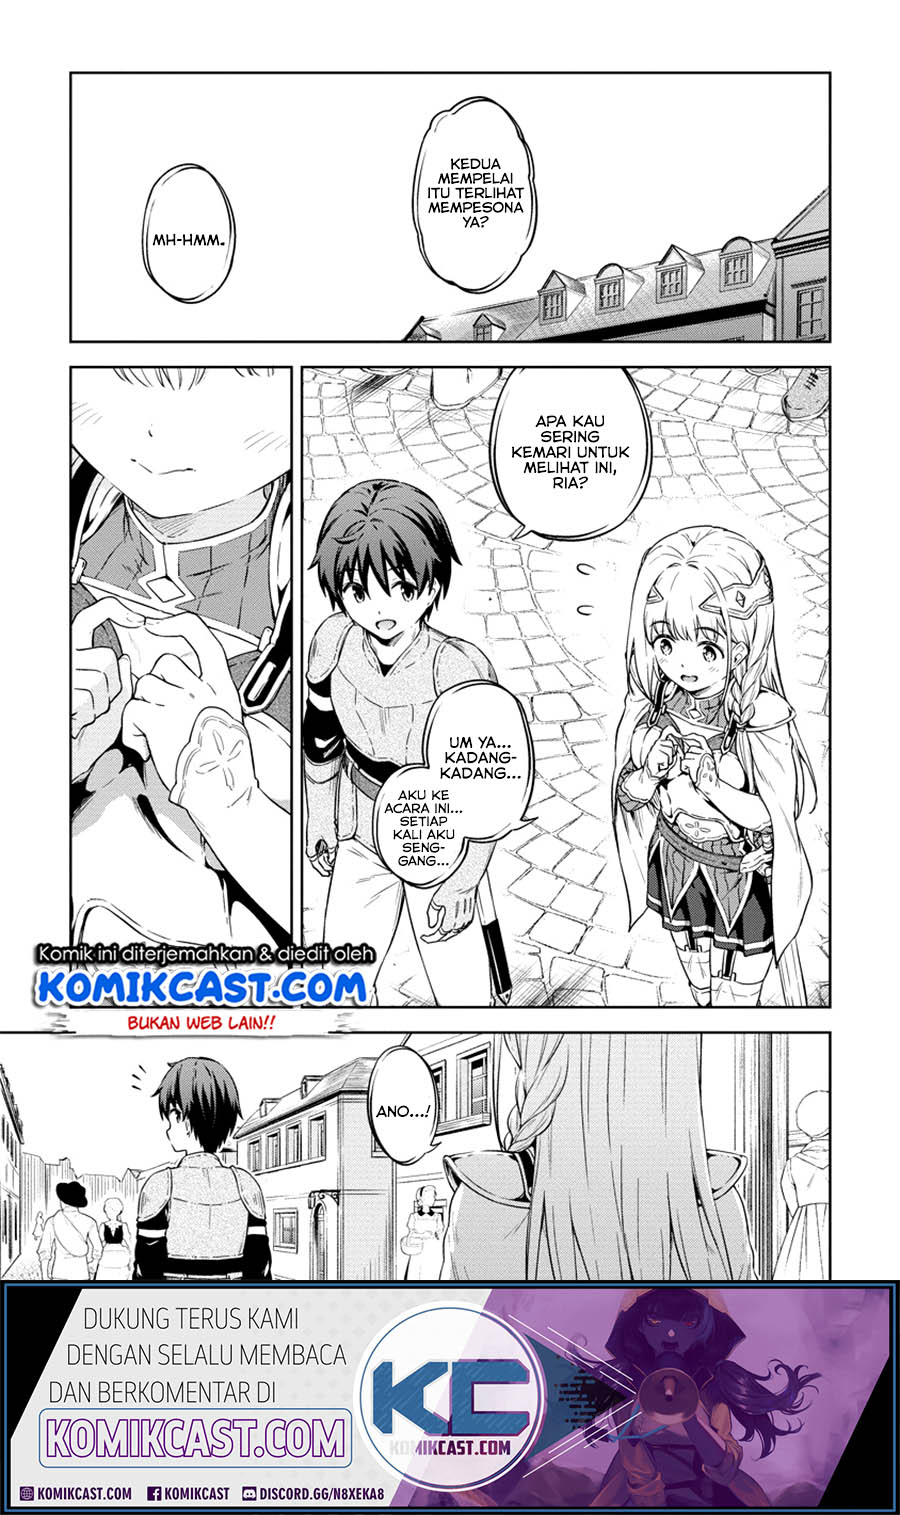 KEDUA
MEMPELAI
ITU TERLIHAT
MEMPESONA
YA?
MH-HMM.
APA KAU
SERING
KEMARI UNTUK
MELIHAT INI,
RIA?
UM YA...
KADANG-
KADANG...
AKU KE
ACARA INI...
SETIAP
KALI AKU
SENG-
GANG...
Komik ini diterjemahkan & diedit oleh
KOMIKCAST.COM
BUKAN WEB LAIN!!
ANO...!
DUKUNG TERUS KAMI
DENGAN SELALU MEMBACA
DAN BERKOMENTAR DI
KOMIKCAST.COM
KOMIKCAST.COM
KOMIKCAST
DISCORD.GG/N8XEKA8
KC
KOMIKCAST.COM